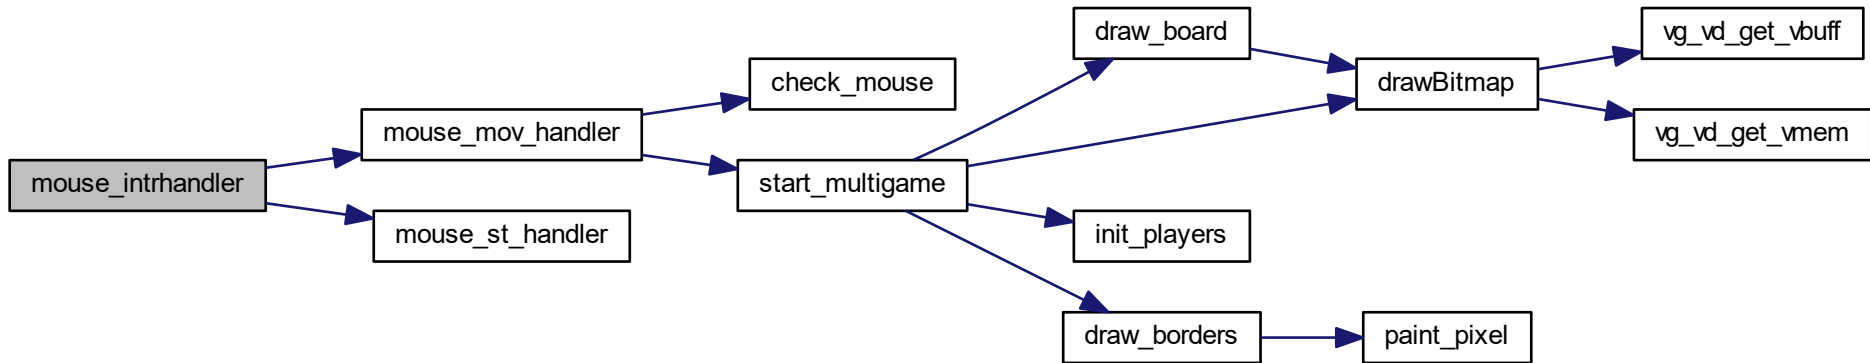 mouse_intrhandler
mouse_mov_handler
mouse_st_handler
check_mouse
start_multigame
draw_board
drawBitmap
init_players
draw_borders
paint_pixel
vg_vd_get_vbuff
vg_vd_get_vmem